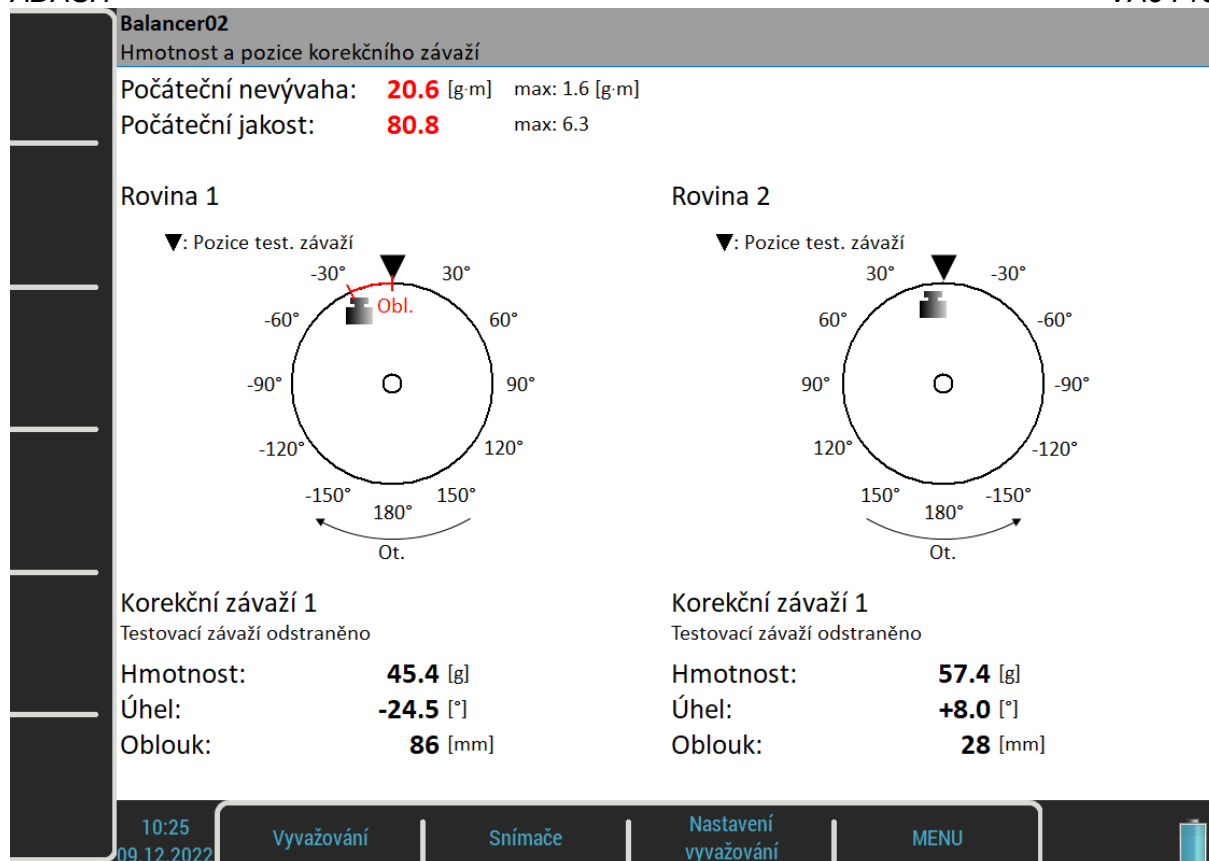 Balancer02
Hmotnost a pozice korekčního závaží
Počáteční nevývaha: 20.6 [g·m] max: 1.6 [g·m]
Počáteční jakost: 80.8 max: 6.3
Rovina 1
▼: Pozice test. závaží
-30° 30°
Obl.
-60° 60°
-90° 90°
-120° 120°
-150° 150°
180°
Ot.
Korekční závaží 1
Testovací závaží odstraněno
Hmotnost: 45.4 [g]
Úhel: -24.5 [°]
Oblouk: 86 [mm]
Rovina 2
▼: Pozice test. závaží
30° -30°
60° -60°
90° -90°
120° -120°
150° -150°
180°
Ot.
Korekční závaží 1
Testovací závaží odstraněno
Hmotnost: 57.4 [g]
Úhel: +8.0 [°]
Oblouk: 28 [mm]
10:25
09.12.2022
Vyvažování
Snímače
Nastavení
vyvažování
MENU